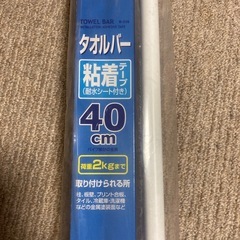 TOWEL BAR
タオルバー
粘着テープ
(耐水シート付き)
40
cm
荷重2kgまで
取り付けられる所
柱、板壁、プリント合板、
タイル、冷蔵庫・洗濯機
などの金属塗装面など